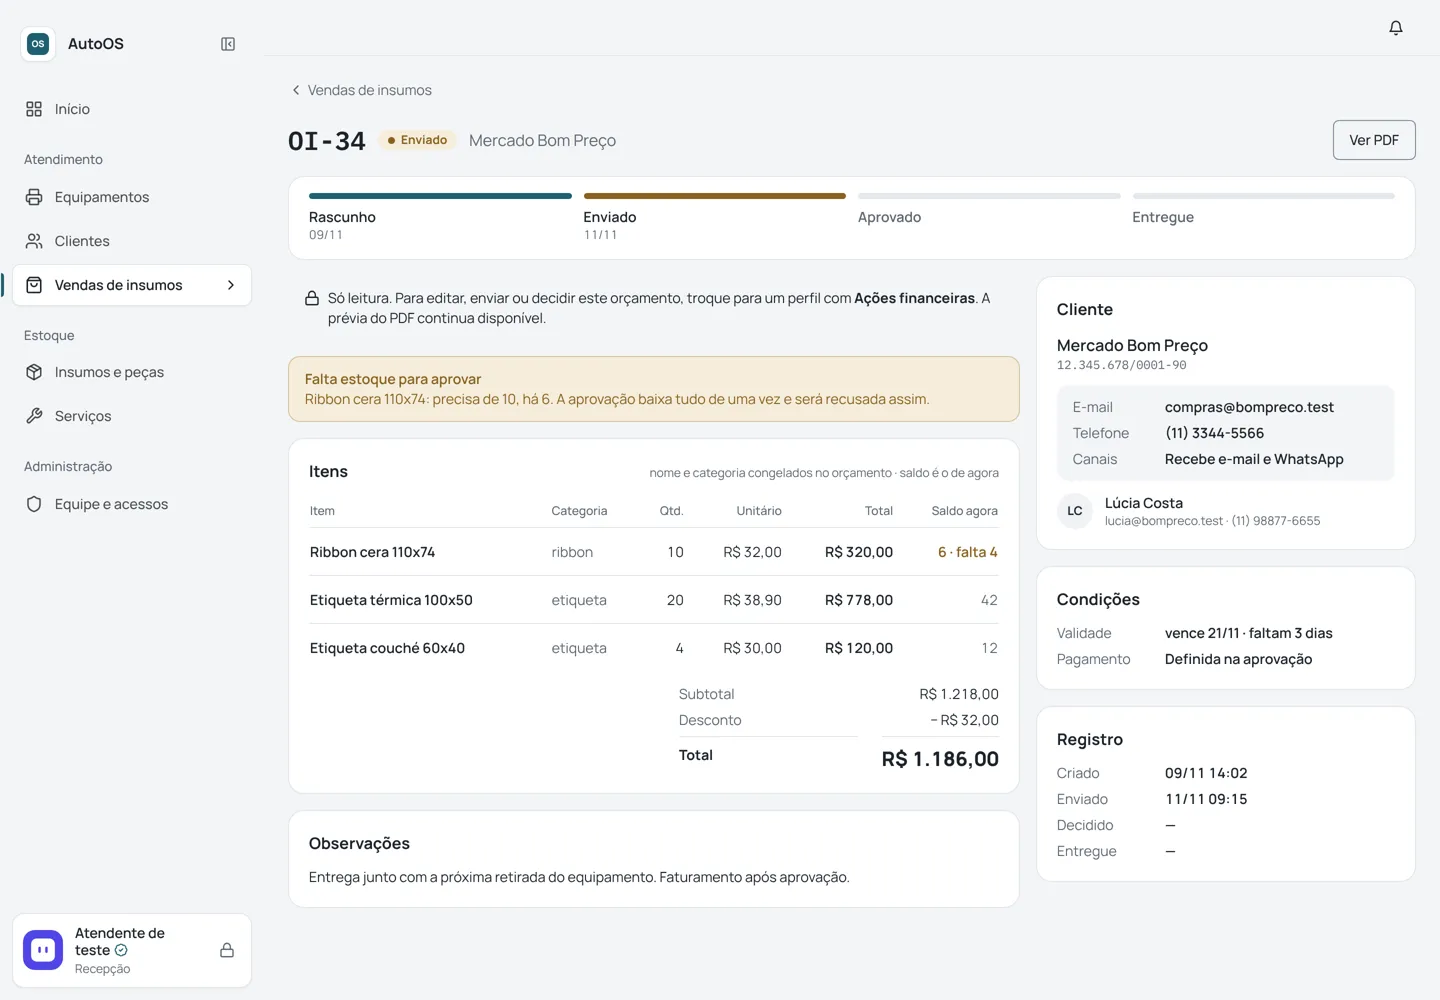 OS
AutoOS
Início
Atendimento
Equipamentos
Clientes
Vendas de insumos
Estoque
Insumos e peças
Serviços
Administração
Equipe e acessos
Atendente de
teste
Recepção
Vendas de insumos
OI-34
Enviado
Mercado Bom Preço
Ver PDF
Rascunho
09/11
Enviado
11/11
Aprovado
Entregue
Só leitura. Para editar, enviar ou decidir este orçamento, troque para um perfil com Ações financeiras. A
prévia do PDF continua disponível.
Falta estoque para aprovar
Ribbon cera 110x74: precisa de 10, há 6. A aprovação baixa tudo de uma vez e será recusada assim.
Itens
nome e categoria congelados no orçamento · saldo é o de agora
Item Categoria Qtd. Unitário Total Saldo agora
Ribbon cera 110x74 ribbon 10 R$ 32,00 R$ 320,00 6 · falta 4
Etiqueta térmica 100x50 etiqueta 20 R$ 38,90 R$ 778,00 42
Etiqueta couché 60x40 etiqueta 4 R$ 30,00 R$ 120,00 12
Subtotal R$ 1.218,00
Desconto − R$ 32,00
Total R$ 1.186,00
Observações
Entrega junto com a próxima retirada do equipamento. Faturamento após aprovação.
Cliente
Mercado Bom Preço
12.345.678/0001-90
E-mail compras@bompreco.test
Telefone (11) 3344-5566
Canais Recebe e-mail e WhatsApp
LC
Lúcia Costa
lucia@bompreco.test · (11) 98877-6655
Condições
Validade vence 21/11 · faltam 3 dias
Pagamento Definida na aprovação
Registro
Criado 09/11 14:02
Enviado 11/11 09:15
Decidido —
Entregue —